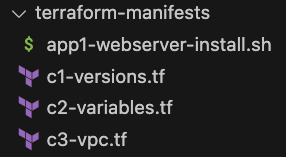 terraform-manifests
$ app1-webserver-install.sh
c1-versions.tf
c2-variables.tf
c3-vpc.tf